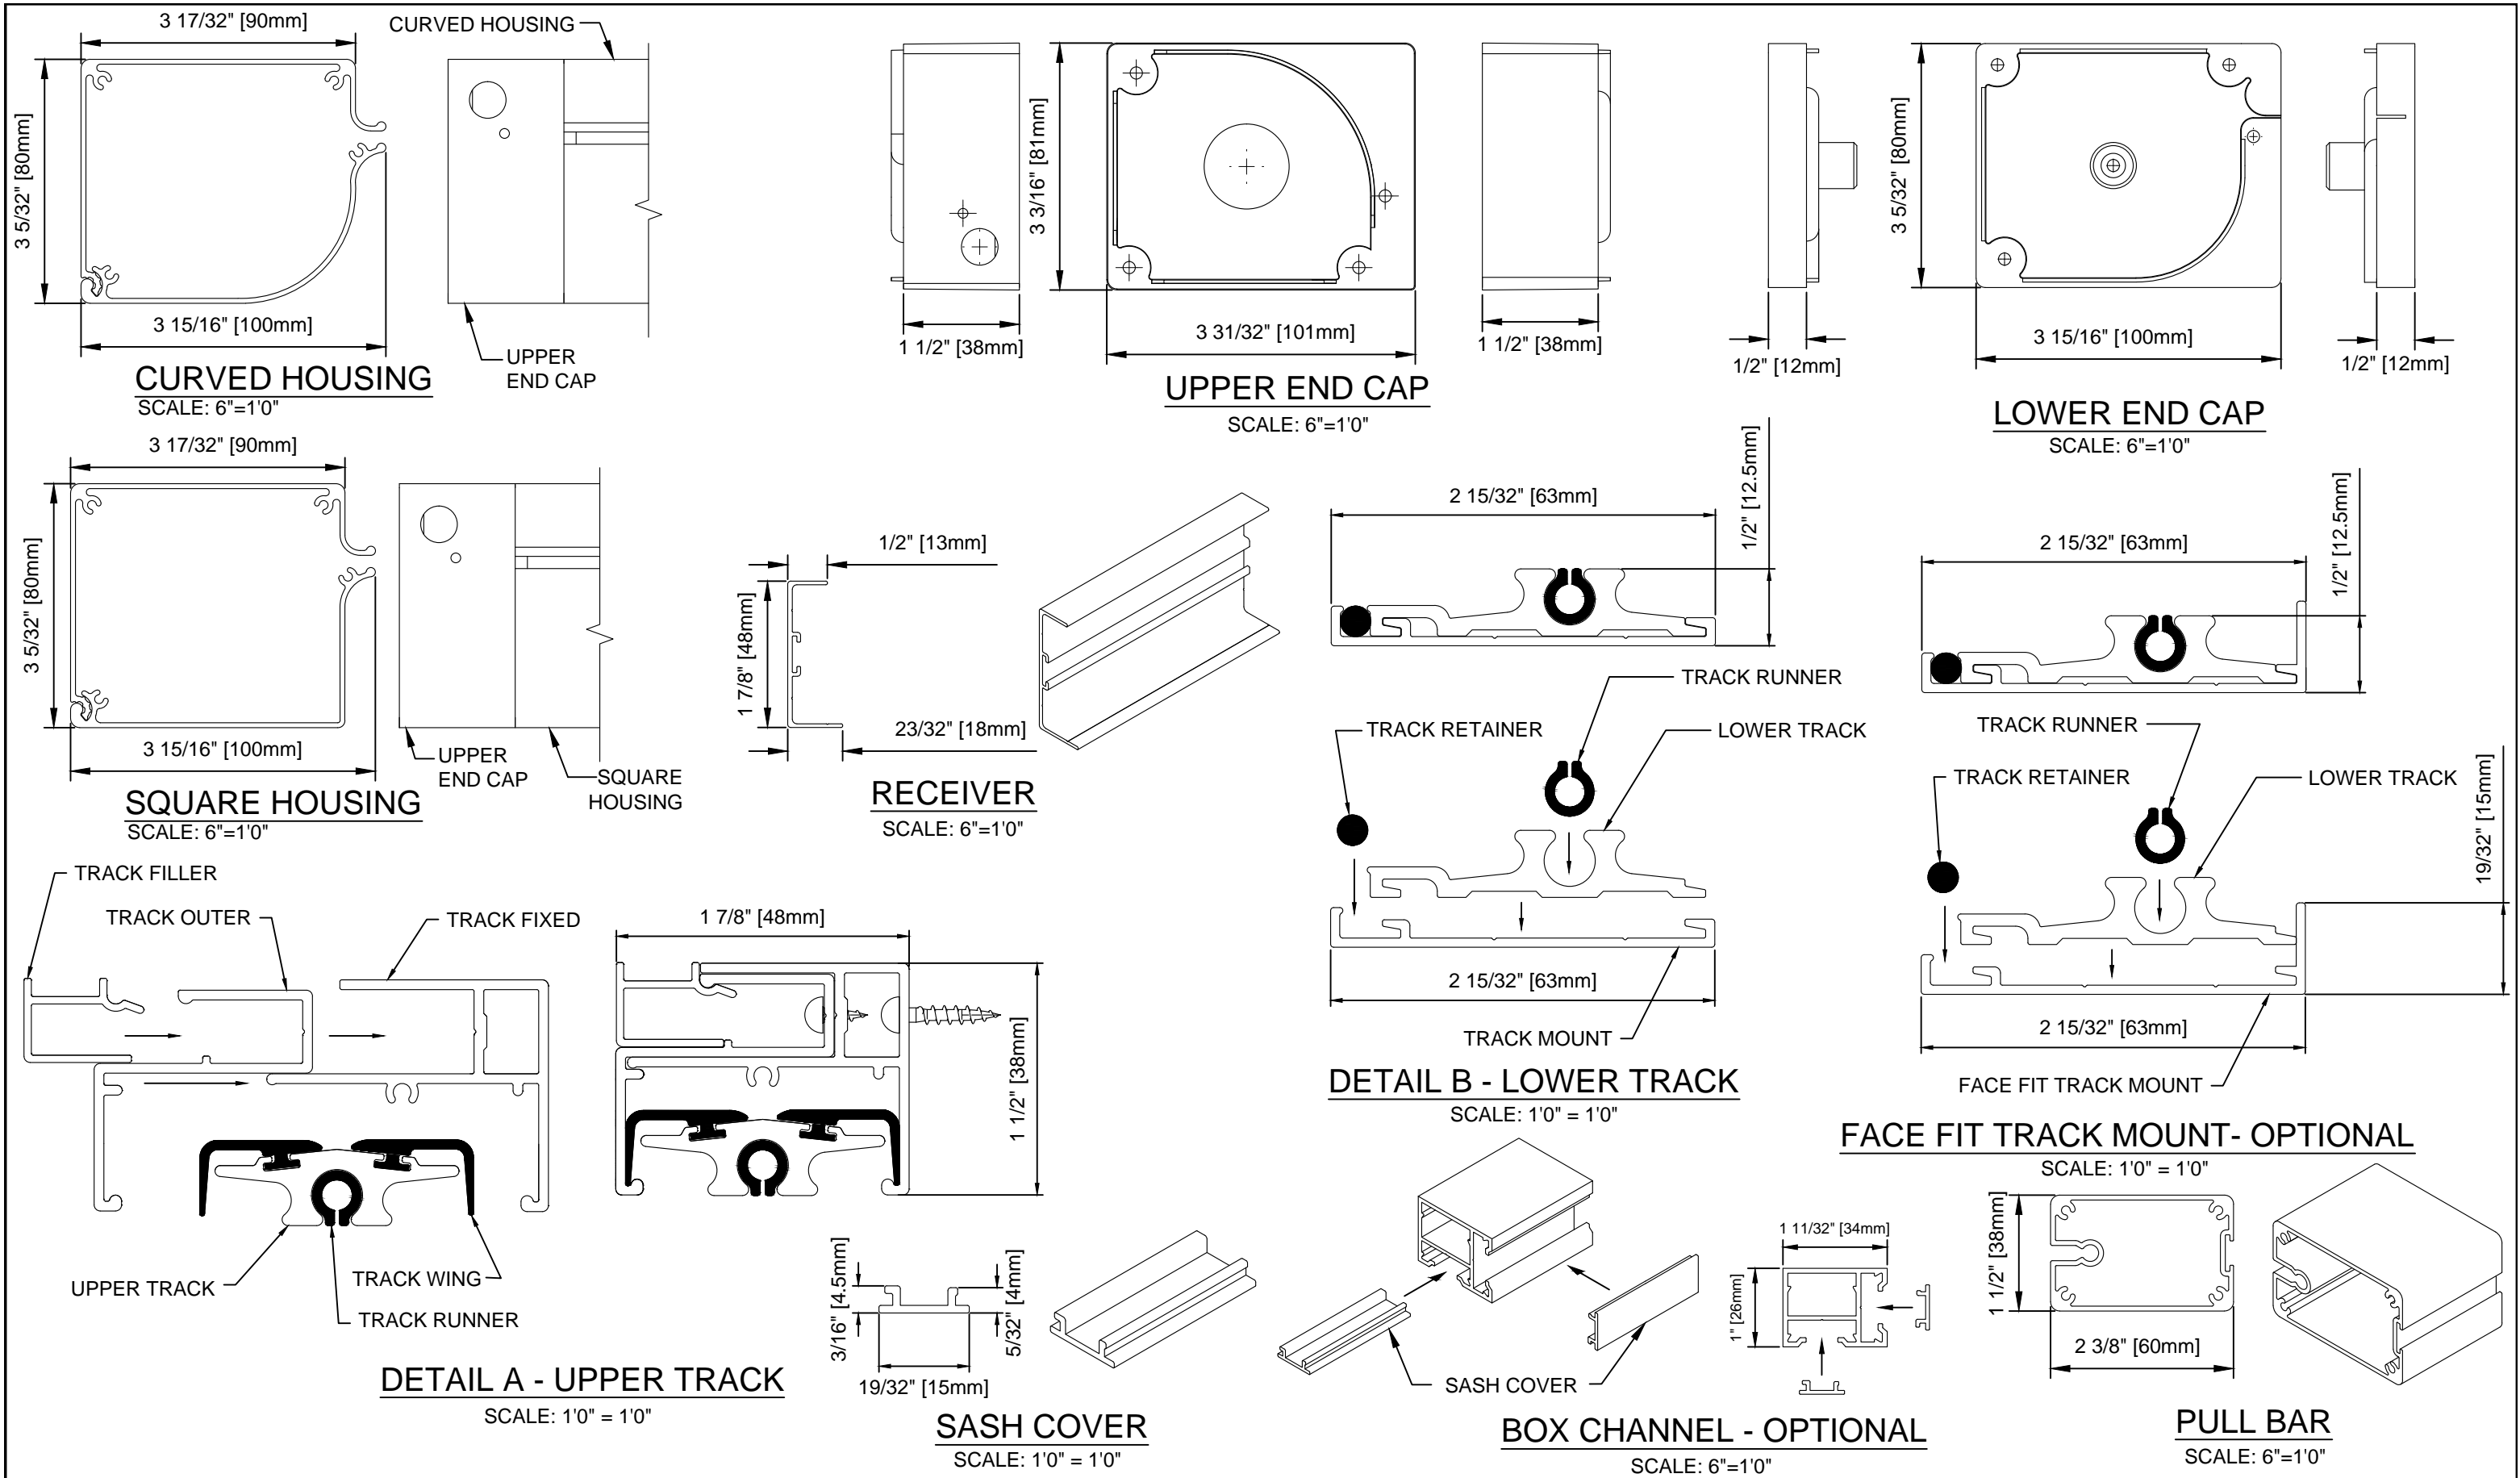 3 17/32" [90mm]
CURVED HOUSING
3 5/32" [80mm]
3 15/16" [100mm]
UPPER
END CAP
CURVED HOUSING
SCALE: 6"=1'0"
3 3/16" [81mm]
1 1/2" [38mm]
3 31/32" [101mm]
1 1/2" [38mm]
UPPER END CAP
SCALE: 6"=1'0"
3 5/32" [80mm]
1/2" [12mm]
3 15/16" [100mm]
1/2" [12mm]
LOWER END CAP
SCALE: 6"=1'0"
3 17/32" [90mm]
3 5/32" [80mm]
3 15/16" [100mm]
UPPER
END CAP
SQUARE
HOUSING
SQUARE HOUSING
SCALE: 6"=1'0"
1/2" [13mm]
1 7/8" [48mm]
23/32" [18mm]
RECEIVER
SCALE: 6"=1'0"
2 15/32" [63mm]
1/2" [12.5mm]
TRACK RUNNER
TRACK RETAINER
LOWER TRACK
2 15/32" [63mm]
TRACK MOUNT
DETAIL B - LOWER TRACK
SCALE: 1'0" = 1'0"
2 15/32" [63mm]
1/2" [12.5mm]
TRACK RUNNER
TRACK RETAINER
LOWER TRACK
19/32" [15mm]
2 15/32" [63mm]
FACE FIT TRACK MOUNT
FACE FIT TRACK MOUNT- OPTIONAL
SCALE: 1'0" = 1'0"
TRACK FILLER
TRACK OUTER
TRACK FIXED
1 7/8" [48mm]
1 1/2" [38mm]
UPPER TRACK
TRACK WING
TRACK RUNNER
DETAIL A - UPPER TRACK
SCALE: 1'0" = 1'0"
3/16" [4.5mm]
5/32" [4mm]
19/32" [15mm]
SASH COVER
SCALE: 1'0" = 1'0"
SASH COVER
1 11/32" [34mm]
1" [26mm]
BOX CHANNEL - OPTIONAL
SCALE: 6"=1'0"
1 1/2" [38mm]
2 3/8" [60mm]
PULL BAR
SCALE: 6"=1'0"